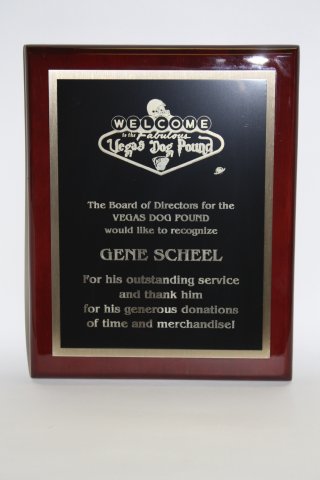 WELCOME
to the Fabulous
Vegas Dog Pound
The Board of Directors for the
VEGAS DOG POUND
would like to recognize
GENE SCHEEL
For his outstanding service
and thank him
for his generous donations
of time and merchandise!